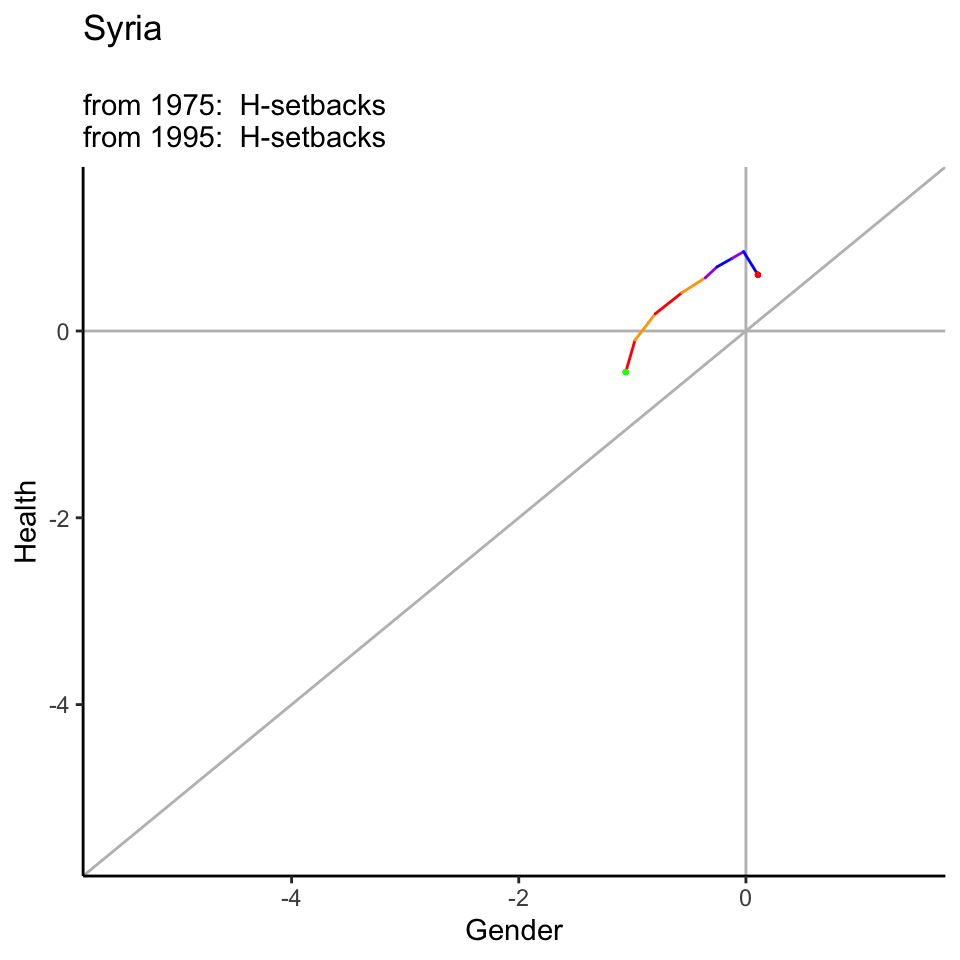 Syria
from 1975:  H-setbacks
from 1995:  H-setbacks
0
-2
-4
Health
-4
-2
0
Gender